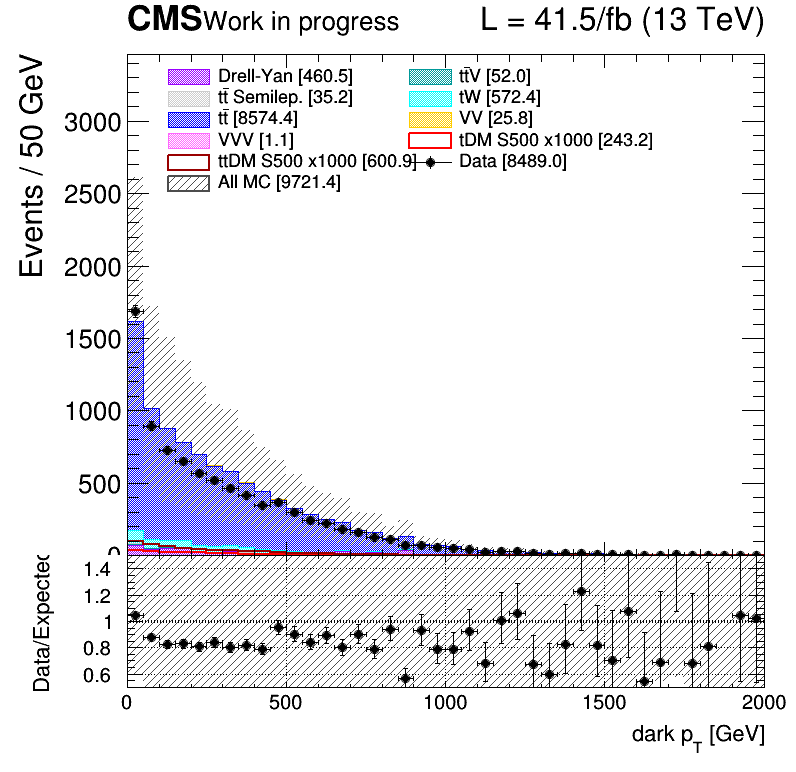 CMS Work in progress L = 41.5/fb (13 TeV)
Events / 50 GeV
Drell-Yan [460.5] tt̄V [52.0]
tt̄ Semilep. [35.2] tW [572.4]
tt̄ [8574.4] VV [25.8]
VVV [1.1] tDM S500 x1000 [243.2]
ttDM S500 x1000 [600.9] Data [8489.0]
All MC [9721.4]
3000
2500
2000
1500
1000
500
0
Data/Expected
1.4
1.2
1
0.8
0.6
0 500 1000 1500 2000
dark p_T [GeV]